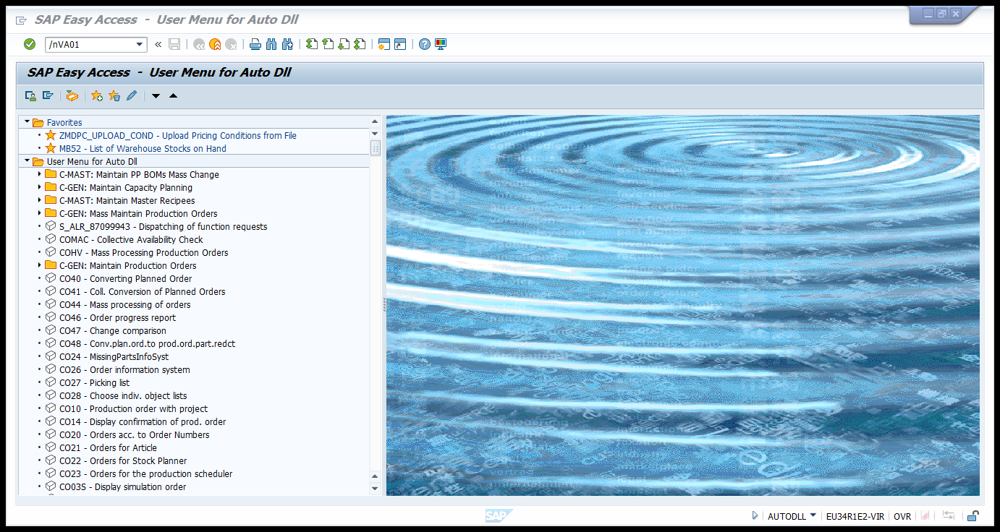 SAP Easy Access - User Menu for Auto Dll
/nVA01
SAP Easy Access - User Menu for Auto Dll
Favorites
ZMDPC_UPLOAD_COND - Upload Pricing Conditions from File
MB52 - List of Warehouse Stocks on Hand
User Menu for Auto Dll
C-MAST: Maintain PP BOMs Mass Change
C-GEN: Maintain Capacity Planning
C-MAST: Maintain Master Recipees
C-GEN: Mass Maintain Production Orders
S_ALR_87099943 - Dispatching of function requests
COMAC - Collective Availability Check
COHV - Mass Processing Production Orders
C-GEN: Maintain Production Orders
CO40 - Converting Planned Order
CO41 - Coll. Conversion of Planned Orders
CO44 - Mass processing of orders
CO46 - Order progress report
CO47 - Change comparison
CO48 - Conv.plan.ord.to prod.ord.part.redct
CO24 - MissingPartsInfoSyst
CO26 - Order information system
CO27 - Picking list
CO28 - Choose indiv. object lists
CO10 - Production order with project
CO14 - Display confirmation of prod. order
CO20 - Orders acc. to Order Numbers
CO21 - Orders for Article
CO22 - Orders for Stock Planner
CO23 - Orders for the production scheduler
CO03S - Display simulation order
SAP
AUTODLL
EU34R1E2-VIR
OVR